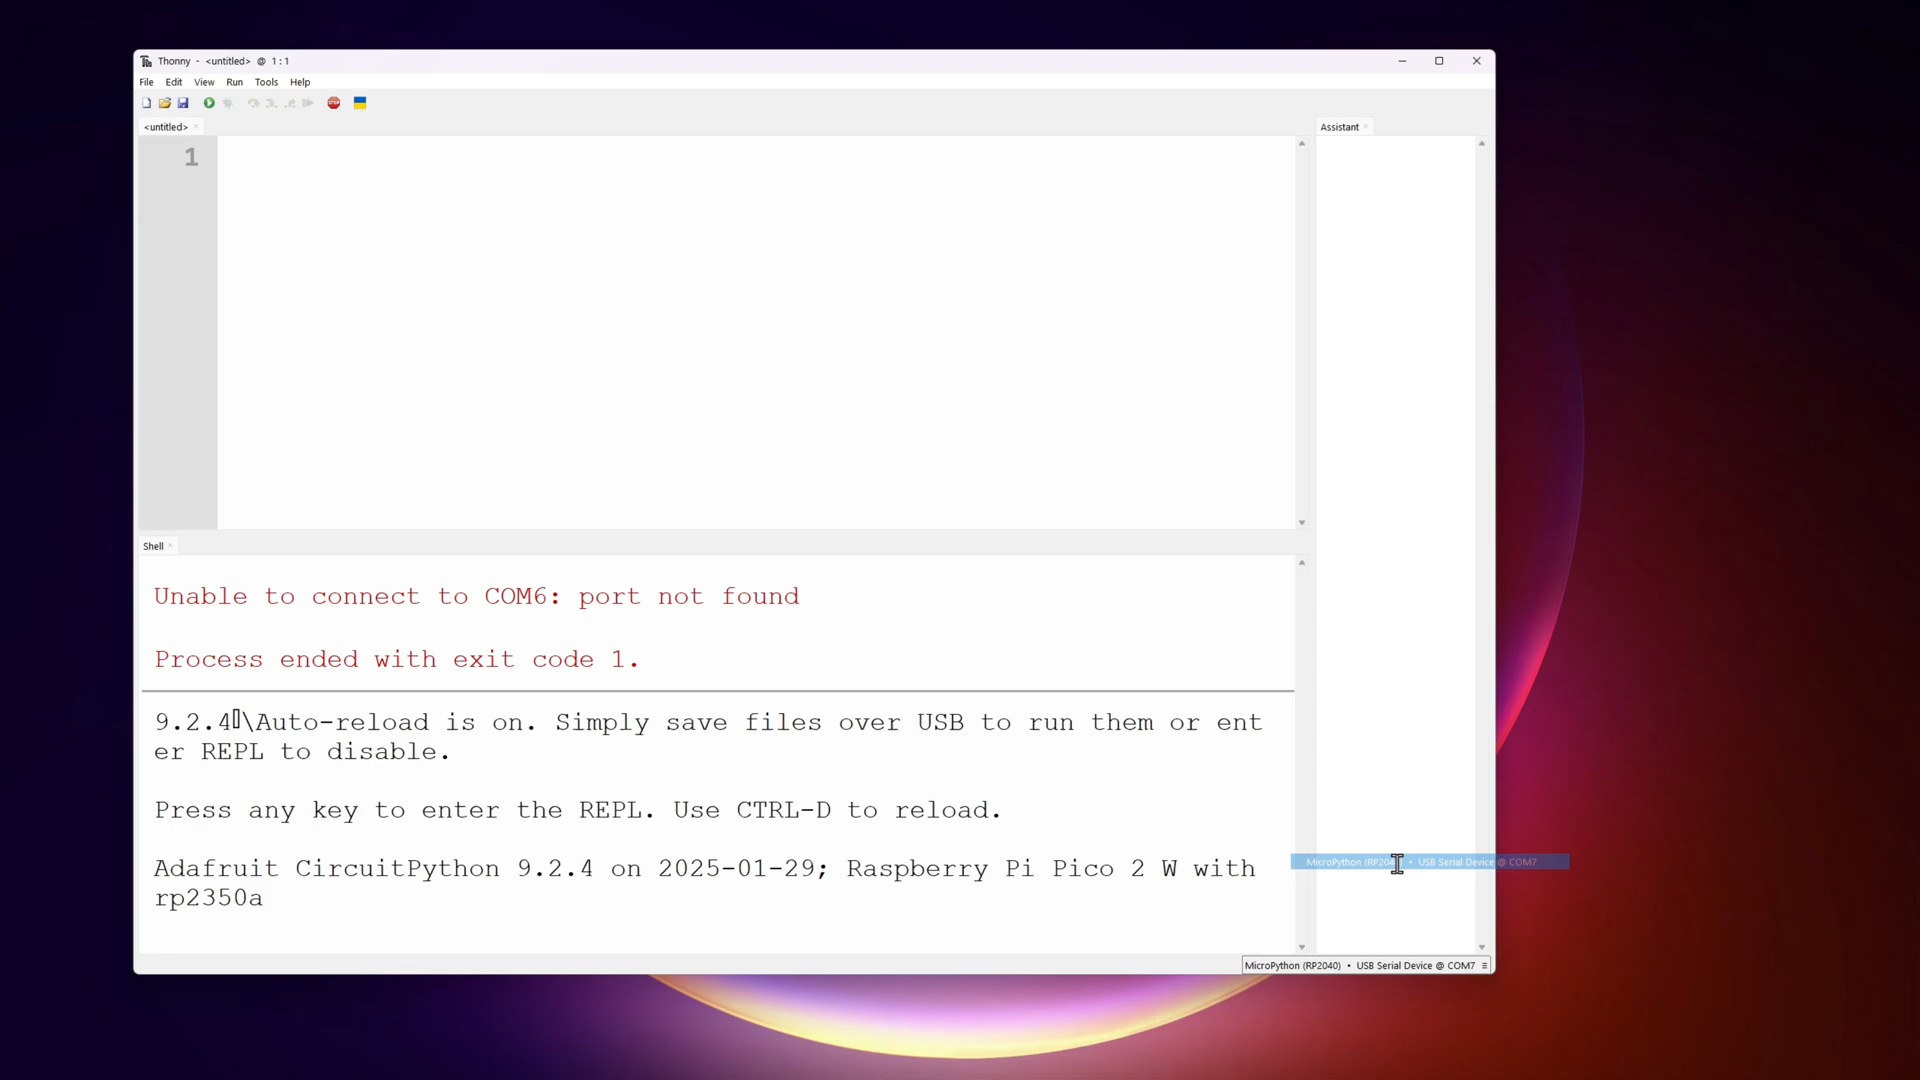 Thonny - <untitled> @ 1 : 1
File Edit View Run Tools Help
STOP
<untitled> ×
Assistant ×
1
Shell ×
Unable to connect to COM6: port not found
Process ended with exit code 1.
9.2.4▯\Auto-reload is on. Simply save files over USB to run them or ent
er REPL to disable.
Press any key to enter the REPL. Use CTRL-D to reload.
MicroPython (RP2040) • USB Serial Device @ COM7
Adafruit CircuitPython 9.2.4 on 2025-01-29; Raspberry Pi Pico 2 W with
rp2350a
MicroPython (RP2040) • USB Serial Device @ COM7 ≡